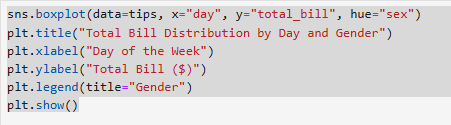 sns.boxplot(data=tips, x="day", y="total_bill", hue="sex")
plt.title("Total Bill Distribution by Day and Gender")
plt.xlabel("Day of the Week")
plt.ylabel("Total Bill ($)")
plt.legend(title="Gender")
plt.show()